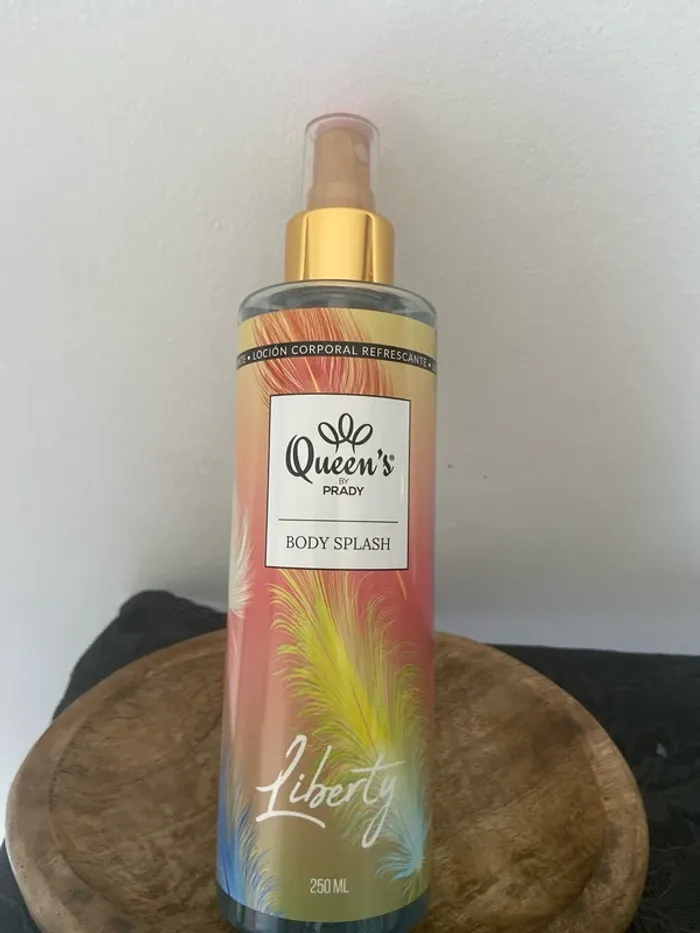 LOCIÓN CORPORAL REFRESCANTE
Queen's®
BY
PRADY
BODY SPLASH
Liberty
250 ML